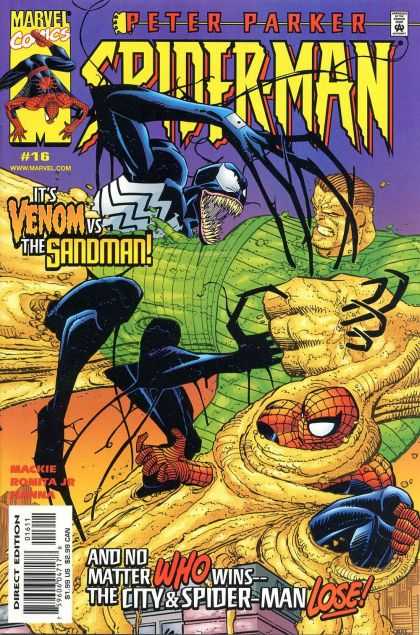 MARVEL
COMICS
PETER PARKER
SPIDER-MAN
#16
WWW.MARVEL.COM
IT'S
VENOM VS
THE SANDMAN!
MACKIE
ROMITA JR
HANNA
DIRECT EDITION
$1.99 US $2.99 CAN
01611
AND NO
MATTER WHO WINS--
THE CITY & SPIDER-MAN LOSE!